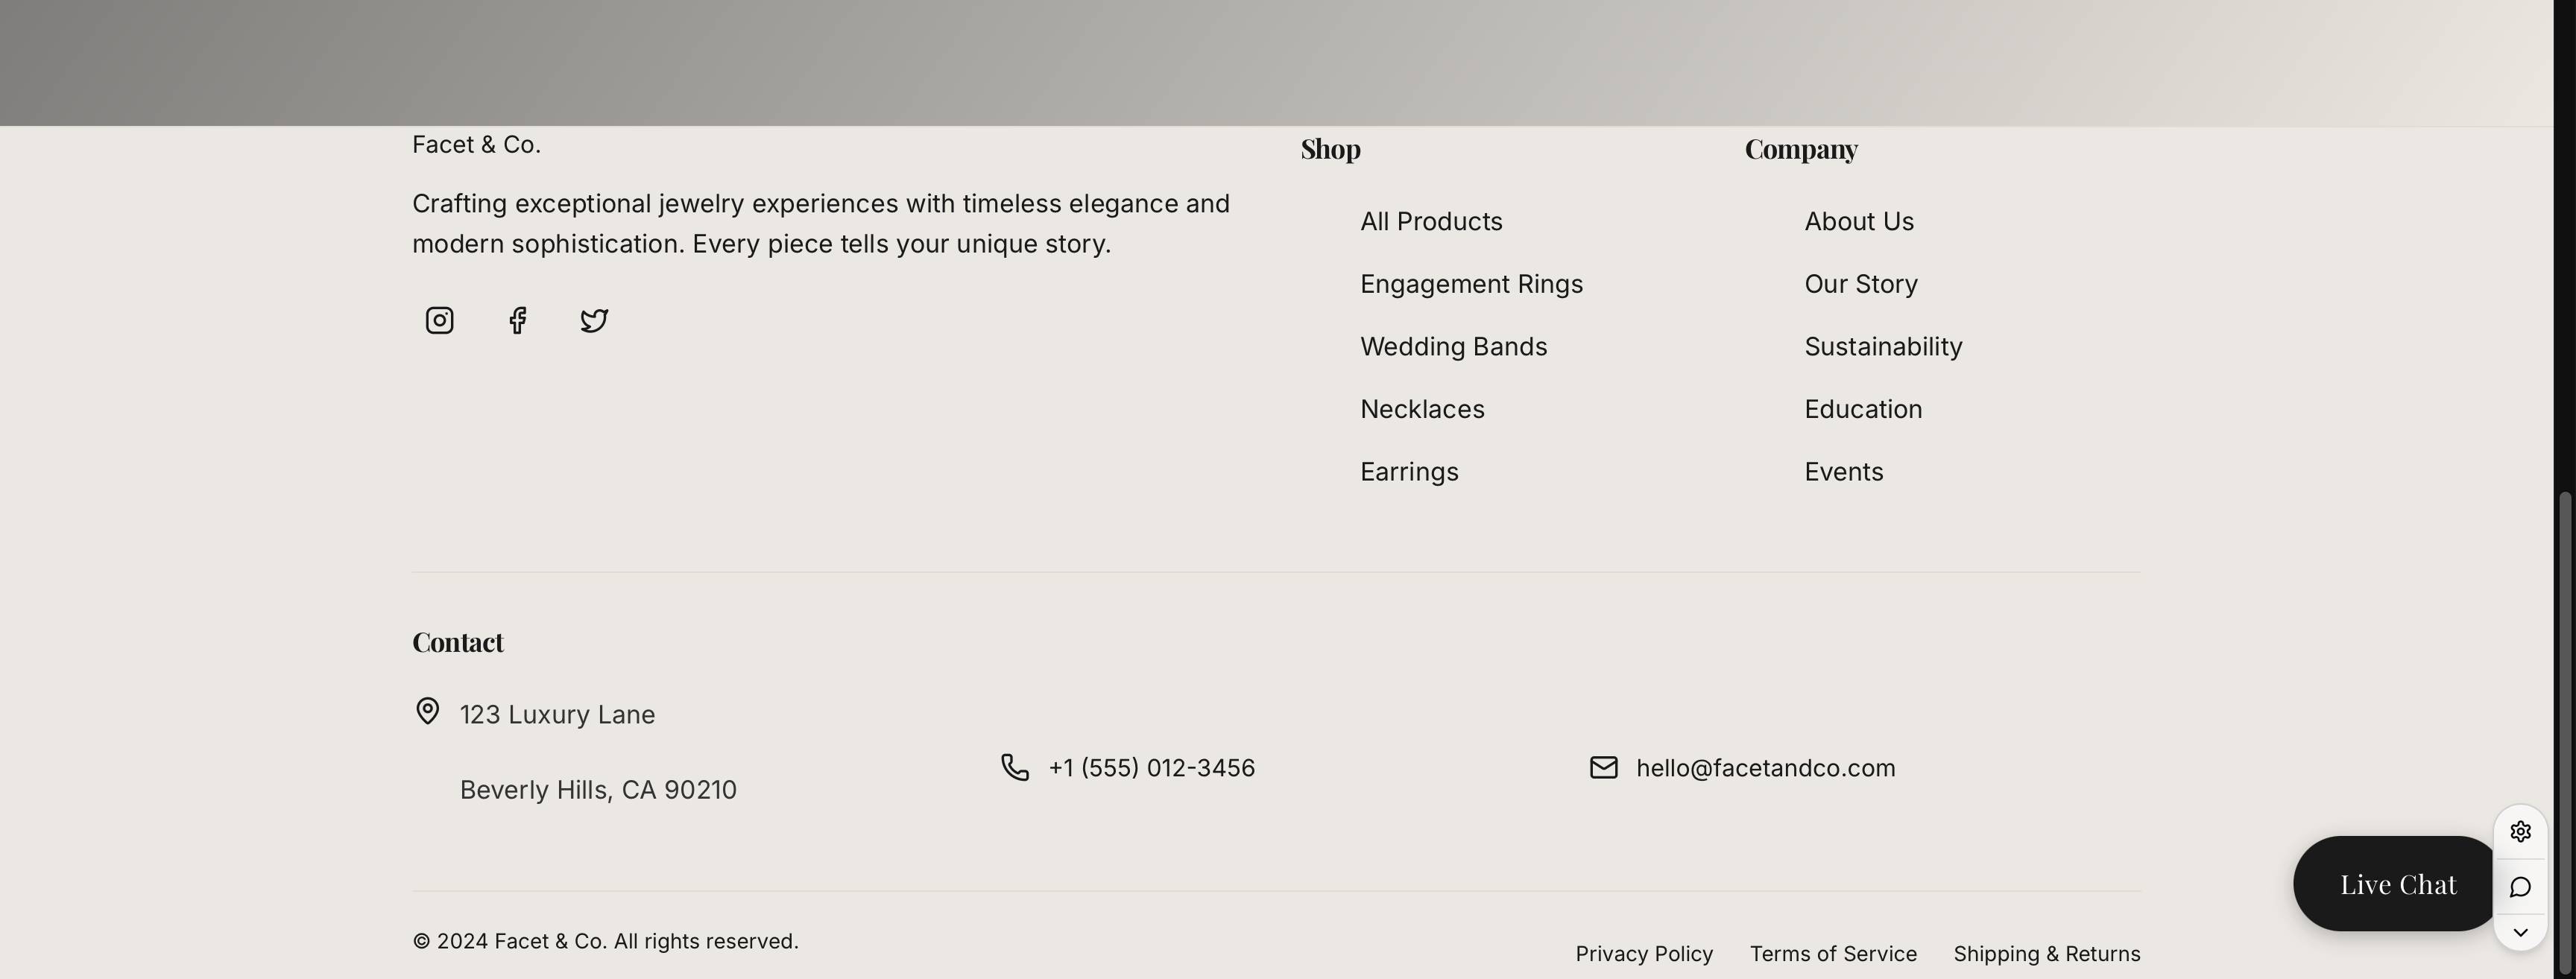 Facet & Co.
Crafting exceptional jewelry experiences with timeless elegance and
modern sophistication. Every piece tells your unique story.
Shop
All Products
Engagement Rings
Wedding Bands
Necklaces
Earrings
Company
About Us
Our Story
Sustainability
Education
Events
Contact
123 Luxury Lane
Beverly Hills, CA 90210
+1 (555) 012-3456
hello@facetandco.com
Live Chat
© 2024 Facet & Co. All rights reserved.
Privacy Policy
Terms of Service
Shipping & Returns